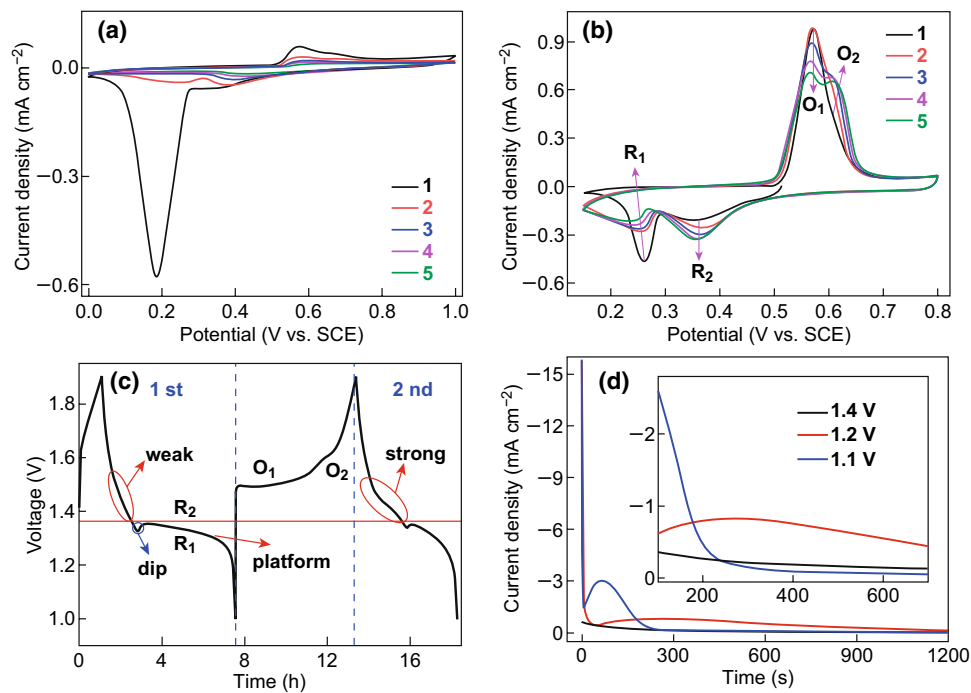 (a)
Current density (mA cm⁻²)
0.0
−0.3
−0.6
1
2
3
4
5
0.0 0.2 0.4 0.6 0.8 1.0
Potential (V vs. SCE)
(b)
Current density (mA cm⁻²)
0.9
0.6
0.3
0.0
−0.3
−0.6
O₂
O₁
R₁
R₂
1
2
3
4
5
0.2 0.3 0.4 0.5 0.6 0.7 0.8
Potential (V vs. SCE)
(c)
Voltage (V)
1.8
1.6
1.4
1.2
1.0
1 st
2 nd
weak
strong
O₁
O₂
R₂
R₁
dip
platform
0 4 8 12 16
Time (h)
(d)
Current density (mA cm⁻²)
−15
−12
−9
−6
−3
0
−2
−1
0
1.4 V
1.2 V
1.1 V
200 400 600
0 300 600 900 1200
Time (s)